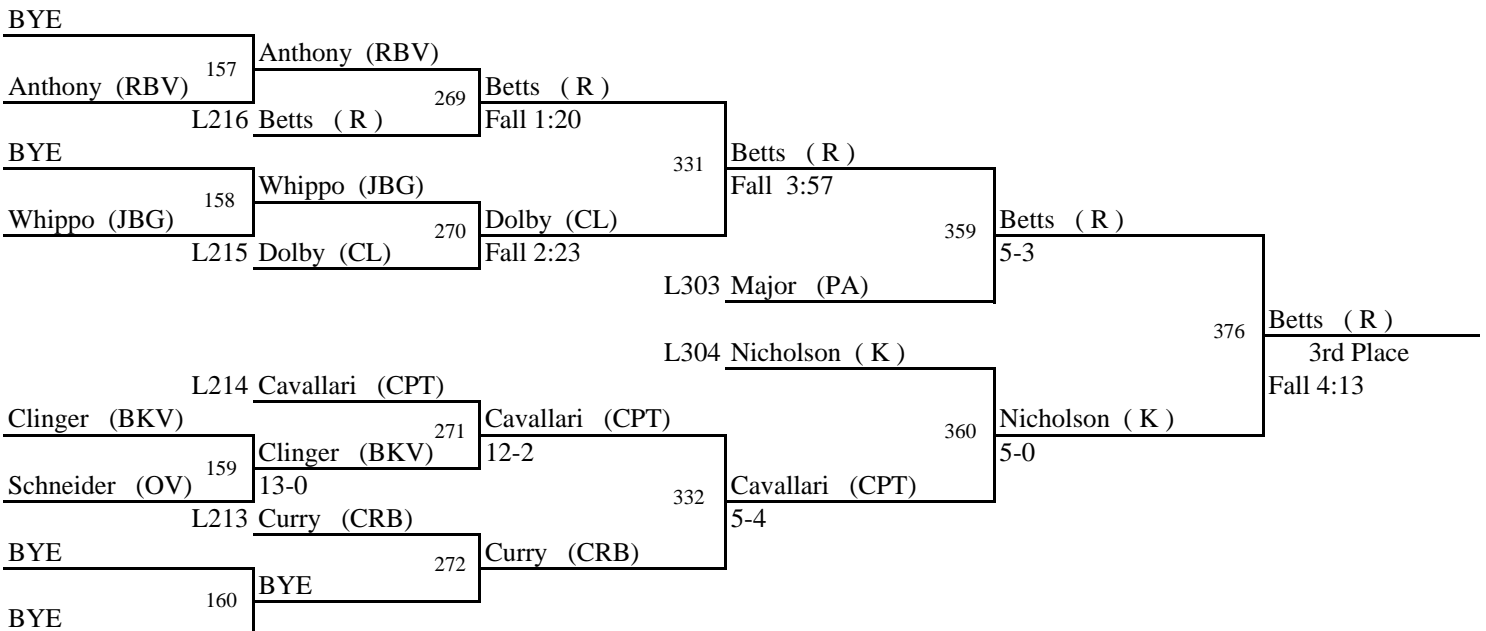 BYE
157 Anthony (RBV)
Anthony (RBV)
269 Betts ( R )
L216 Betts ( R )
Fall 1:20
BYE
331 Betts ( R )
158 Whippo (JBG)
Fall 3:57
Whippo (JBG)
270 Dolby (CL)
359 Betts ( R )
L215 Dolby (CL)
Fall 2:23
5-3
L303 Major (PA)
376 Betts ( R )
3rd Place
L304 Nicholson ( K )
Fall 4:13
L214 Cavallari (CPT)
Clinger (BKV)
271 Cavallari (CPT)
360 Nicholson ( K )
159 Clinger (BKV)
12-2
5-0
Schneider (OV)
13-0
332 Cavallari (CPT)
L213 Curry (CRB)
5-4
BYE
272 Curry (CRB)
160 BYE
BYE